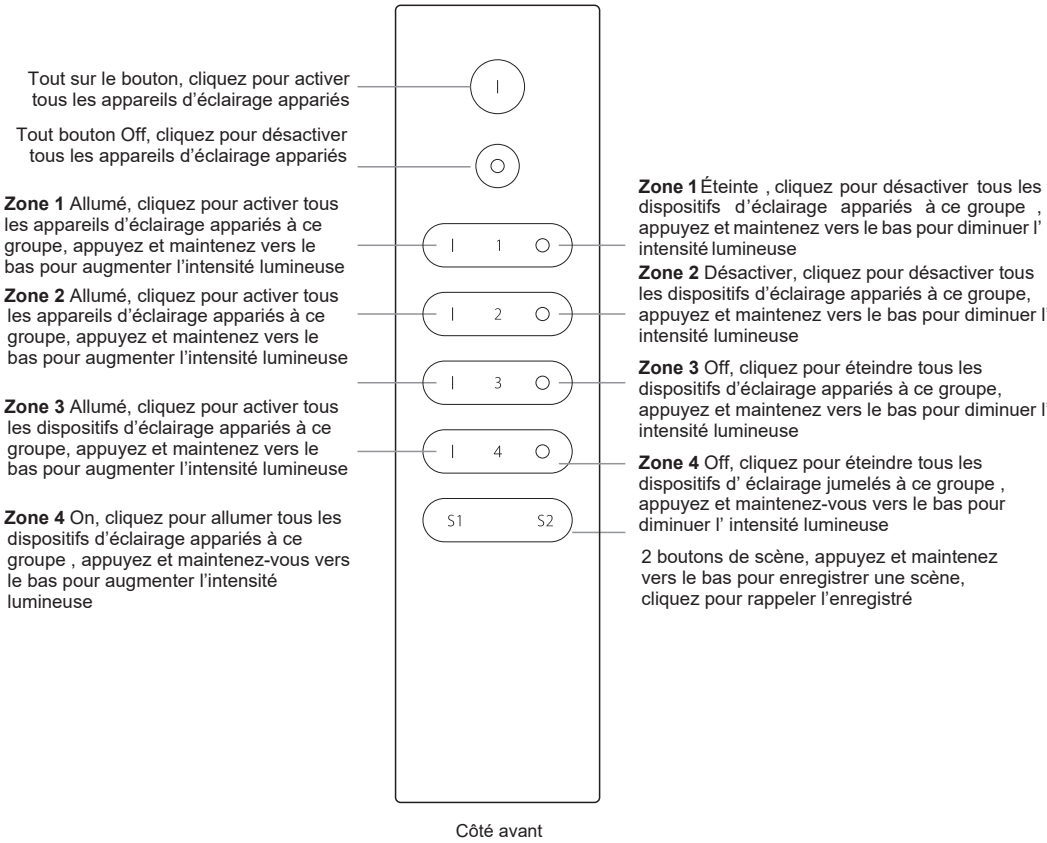 Tout sur le bouton, cliquez pour activer
tous les appareils d’éclairage appariés
Tout bouton Off, cliquez pour désactiver
tous les appareils d’éclairage appariés
Zone 1 Allumé, cliquez pour activer tous
les appareils d’éclairage appariés à ce
groupe, appuyez et maintenez vers le
bas pour augmenter l’intensité lumineuse
Zone 2 Allumé, cliquez pour activer tous
les appareils d’éclairage appariés à ce
groupe, appuyez et maintenez vers le
bas pour augmenter l’intensité lumineuse
Zone 3 Allumé, cliquez pour activer tous
les dispositifs d’éclairage appariés à ce
groupe, appuyez et maintenez vers le
bas pour augmenter l’intensité lumineuse
Zone 4 On, cliquez pour allumer tous les
dispositifs d’éclairage appariés à ce
groupe , appuyez et maintenez-vous vers
le bas pour augmenter l’intensité
lumineuse
I
O
I 1 O
I 2 O
I 3 O
I 4 O
S1 S2
Zone 1 Éteinte , cliquez pour désactiver tous les
dispositifs d’éclairage appariés à ce groupe ,
appuyez et maintenez vers le bas pour diminuer l’
intensité lumineuse
Zone 2 Désactiver, cliquez pour désactiver tous
les dispositifs d’éclairage appariés à ce groupe,
appuyez et maintenez vers le bas pour diminuer l’
intensité lumineuse
Zone 3 Off, cliquez pour éteindre tous les
dispositifs d’éclairage appariés à ce groupe,
appuyez et maintenez vers le bas pour diminuer l’
intensité lumineuse
Zone 4 Off, cliquez pour éteindre tous les
dispositifs d’ éclairage jumelés à ce groupe ,
appuyez et maintenez-vous vers le bas pour
diminuer l’ intensité lumineuse
2 boutons de scène, appuyez et maintenez
vers le bas pour enregistrer une scène,
cliquez pour rappeler l’enregistré
Côté avant